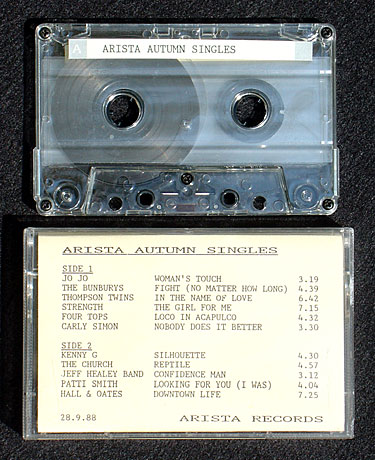 A ARISTA AUTUMN SINGLES
ARISTA AUTUMN SINGLES
SIDE 1
JO JO WOMAN'S TOUCH 3.19
THE BUNBURYS FIGHT (NO MATTER HOW LONG) 4.39
THOMPSON TWINS IN THE NAME OF LOVE 6.42
STRENGTH THE GIRL FOR ME 7.15
FOUR TOPS LOCO IN ACAPULCO 4.32
CARLY SIMON NOBODY DOES IT BETTER 3.30
SIDE 2
KENNY G SILHOUETTE 4.30
THE CHURCH REPTILE 4.57
JEFF HEALEY BAND CONFIDENCE MAN 3.12
PATTI SMITH LOOKING FOR YOU (I WAS) 4.04
HALL & OATES DOWNTOWN LIFE 7.25
28.9.88 ARISTA RECORDS